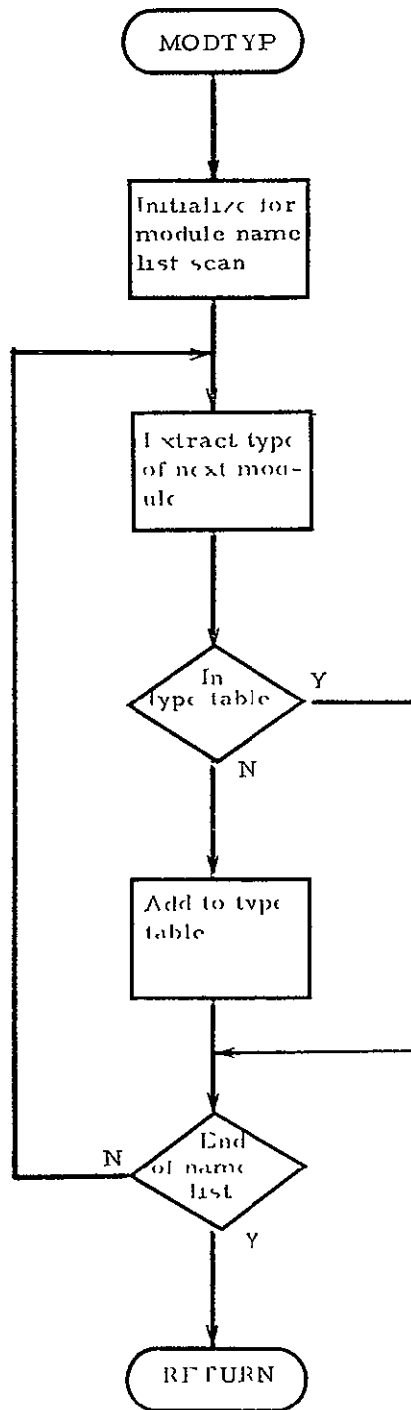 MODTYP
Initialize for
module name
list scan
Extract type
of next mod-
ule
In
type table
Y
N
Add to type
table
End
of name
list
N
Y
RETURN